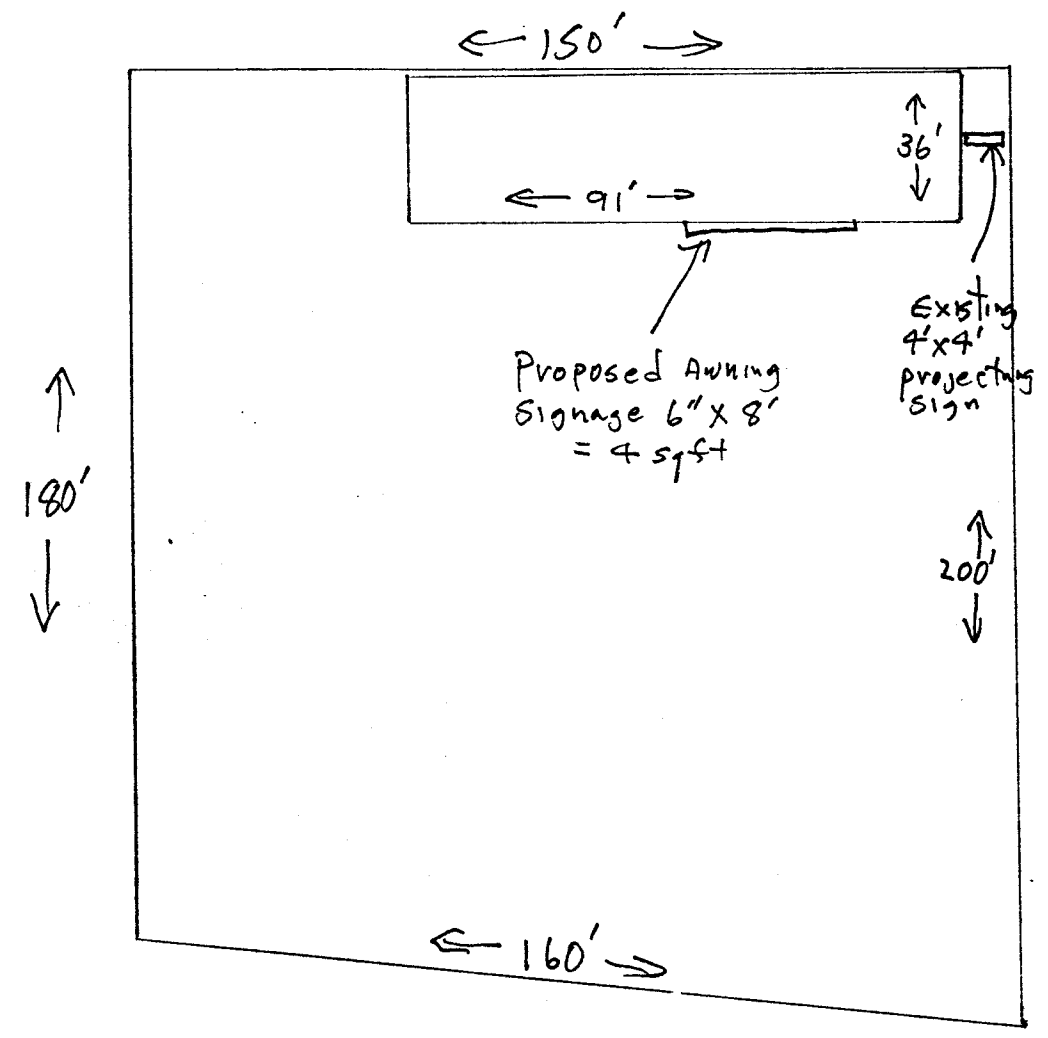 150'
36'
91'
Existing
4'x4'
projecting
sign
Proposed Awning
Signage 6" x 8'
= 4 sqft
180'
200'
160'